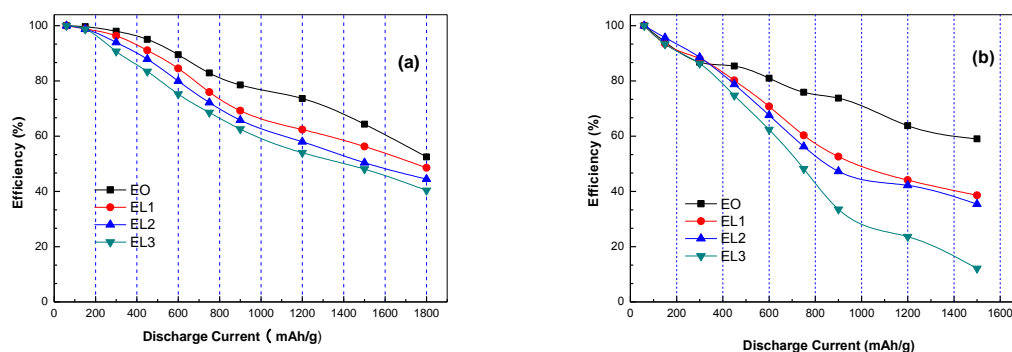 100
80
60
40
20
0
Efficiency (%)
(a)
EO
EL1
EL2
EL3
0 200 400 600 800 1000 1200 1400 1600 1800
Discharge Current ( mAh/g)
100
80
60
40
20
0
Efficiency (%)
(b)
EO
EL1
EL2
EL3
0 200 400 600 800 1000 1200 1400 1600
Discharge Current (mAh/g)